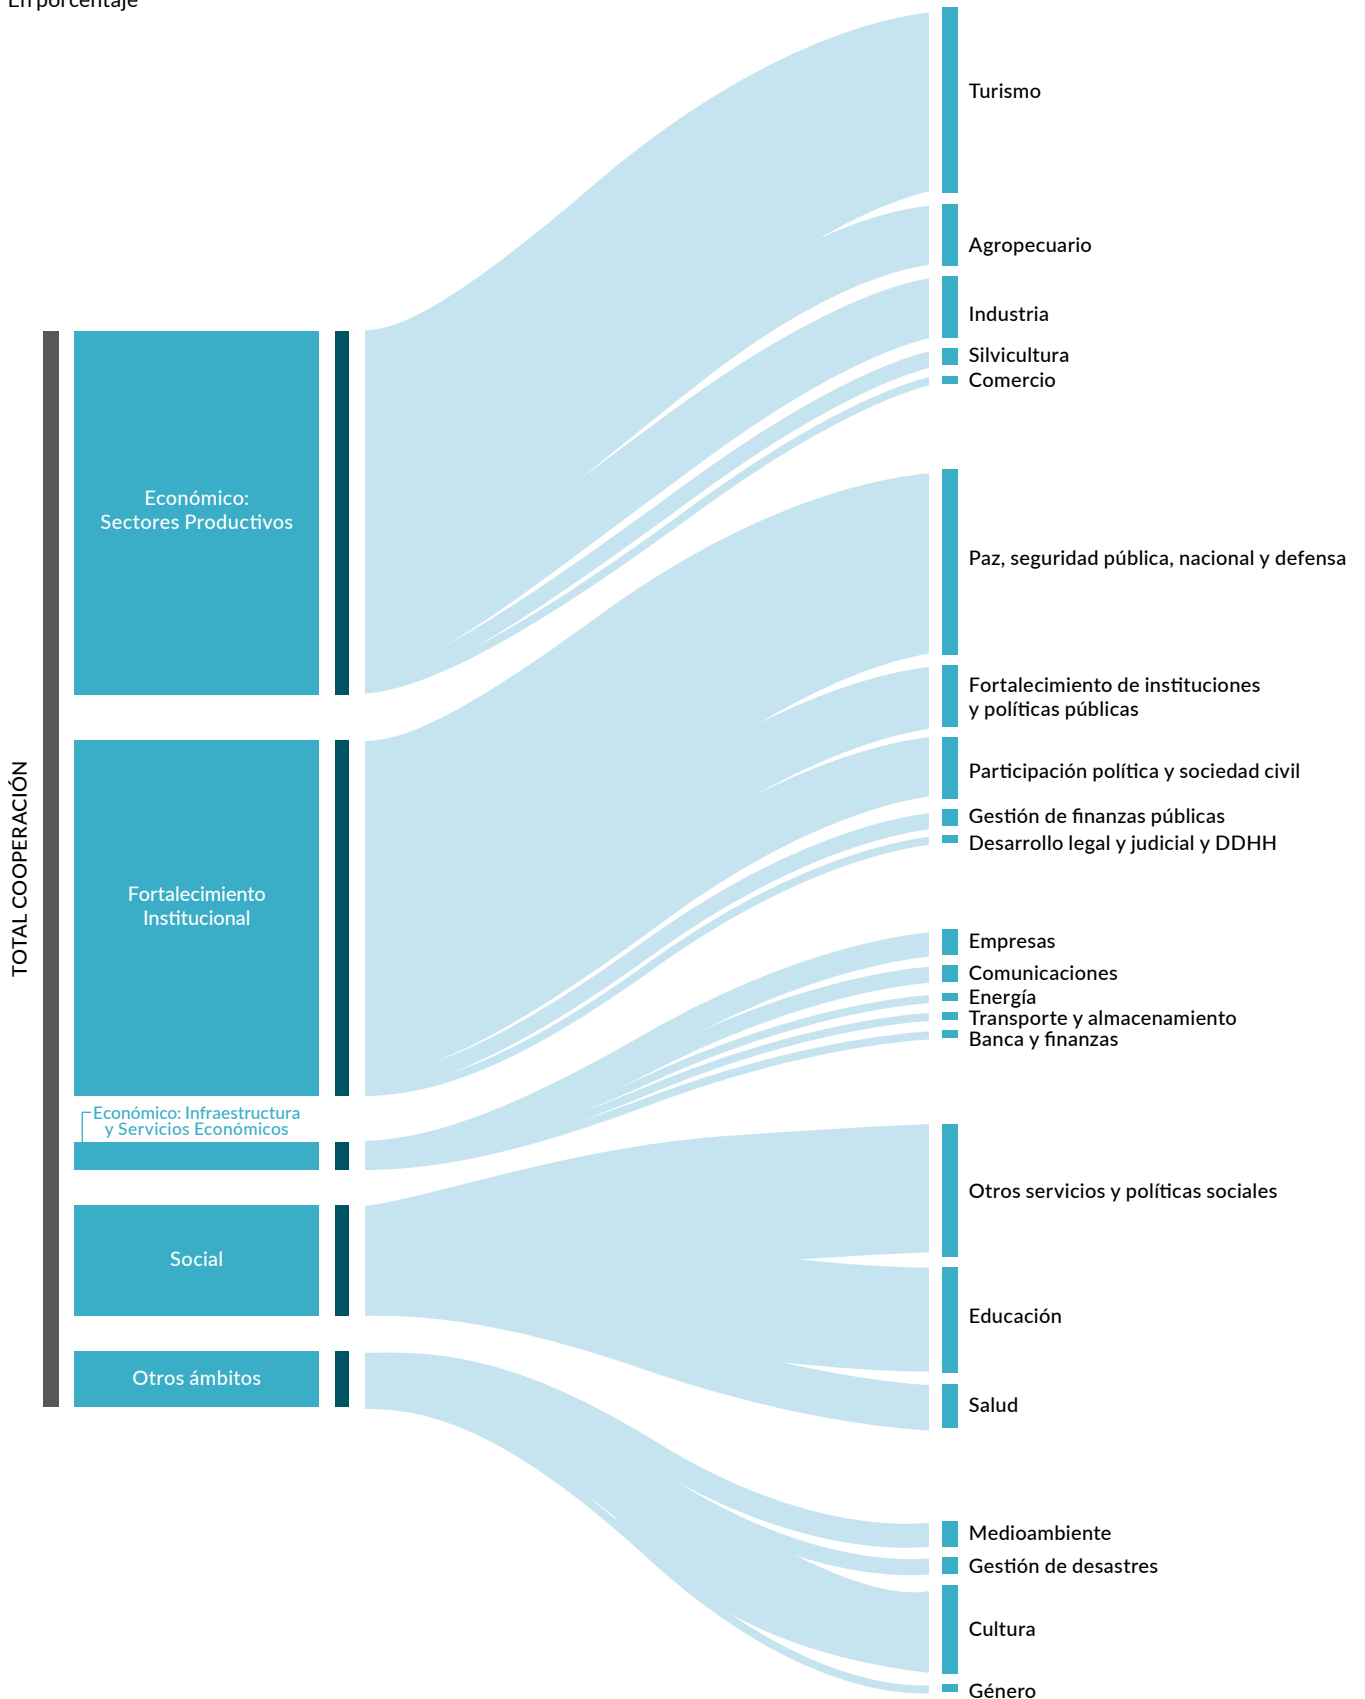 En porcentaje
TOTAL COOPERACIÓN
Económico:
Sectores Productivos
Fortalecimiento
Institucional
Económico: Infraestructura
y Servicios Económicos
Social
Otros ámbitos
Turismo
Agropecuario
Industria
Silvicultura
Comercio
Paz, seguridad pública, nacional y defensa
Fortalecimiento de instituciones
y políticas públicas
Participación política y sociedad civil
Gestión de finanzas públicas
Desarrollo legal y judicial y DDHH
Empresas
Comunicaciones
Energía
Transporte y almacenamiento
Banca y finanzas
Otros servicios y políticas sociales
Educación
Salud
Medioambiente
Gestión de desastres
Cultura
Género